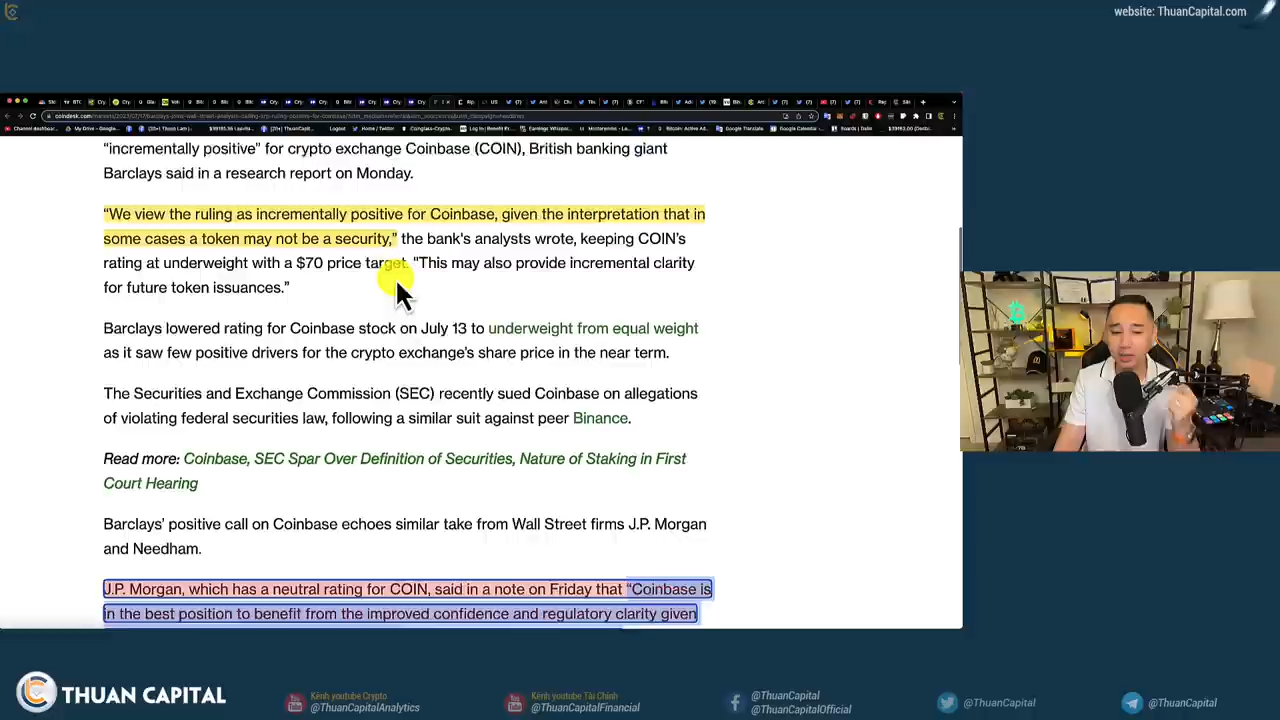 website: ThuanCapital.com
“incrementally positive” for crypto exchange Coinbase (COIN), British banking giant
Barclays said in a research report on Monday.
“We view the ruling as incrementally positive for Coinbase, given the interpretation that in
some cases a token may not be a security,” the bank's analysts wrote, keeping COIN’s
rating at underweight with a $70 price target. "This may also provide incremental clarity
for future token issuances.”
Barclays lowered rating for Coinbase stock on July 13 to underweight from equal weight
as it saw few positive drivers for the crypto exchange’s share price in the near term.
The Securities and Exchange Commission (SEC) recently sued Coinbase on allegations
of violating federal securities law, following a similar suit against peer Binance.
Read more: Coinbase, SEC Spar Over Definition of Securities, Nature of Staking in First
Court Hearing
Barclays’ positive call on Coinbase echoes similar take from Wall Street firms J.P. Morgan
and Needham.
J.P. Morgan, which has a neutral rating for COIN, said in a note on Friday that “Coinbase is
in the best position to benefit from the improved confidence and regulatory clarity given
THUAN CAPITAL
Kênh youtube Crypto
@ThuanCapitalAnalytics
Kênh youtube Tài Chính
@ThuanCapitalFinancial
@ThuanCapital
@ThuanCapitalOfficial
@ThuanCapital
@ThuanCapital